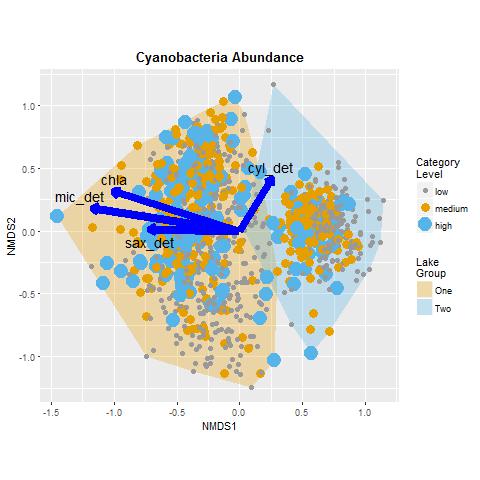 Cyanobacteria Abundance
1.0
0.5
0.0
-0.5
-1.0
NMDS2
cyl_det
chla
mic_det
sax_det
-1.5 -1.0 -0.5 0.0 0.5 1.0
NMDS1
Category
Level
low
medium
high
Lake
Group
One
Two